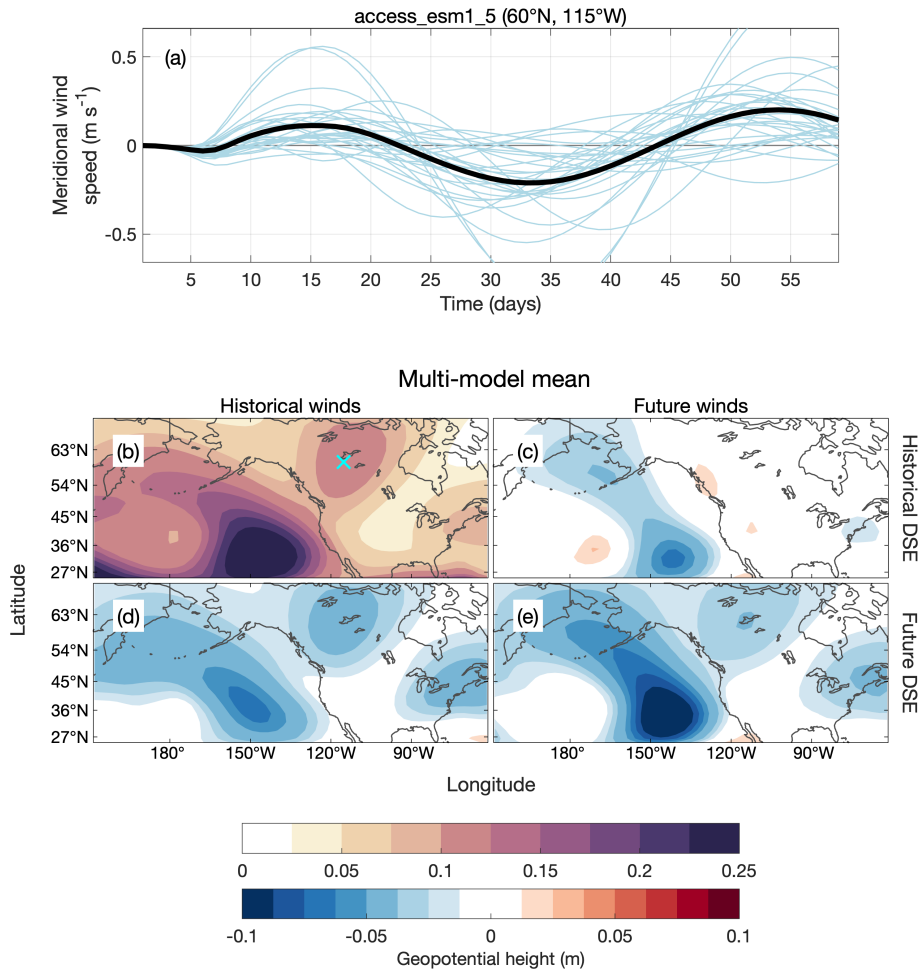 access_esm1_5 (60°N, 115°W)
(a)
Meridional wind
speed (m s⁻¹)
0.5
0
-0.5
5 10 15 20 25 30 35 40 45 50 55
Time (days)
Multi-model mean
Historical winds Future winds
(b) (c)
63°N
54°N
45°N
36°N
27°N
Historical DSE
Latitude
(d) (e)
63°N
54°N
45°N
36°N
27°N
Future DSE
180° 150°W 120°W 90°W 180° 150°W 120°W 90°W
Longitude
0 0.05 0.1 0.15 0.2 0.25
-0.1 -0.05 0 0.05 0.1
Geopotential height (m)